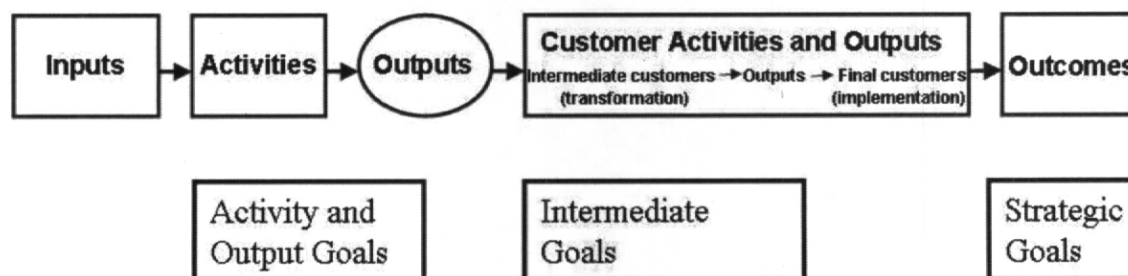 Inputs
Activities
Outputs
Customer Activities and Outputs
Intermediate customers Outputs Final customers
(transformation) (implementation)
Outcomes
Activity and
Output Goals
Intermediate
Goals
Strategic
Goals